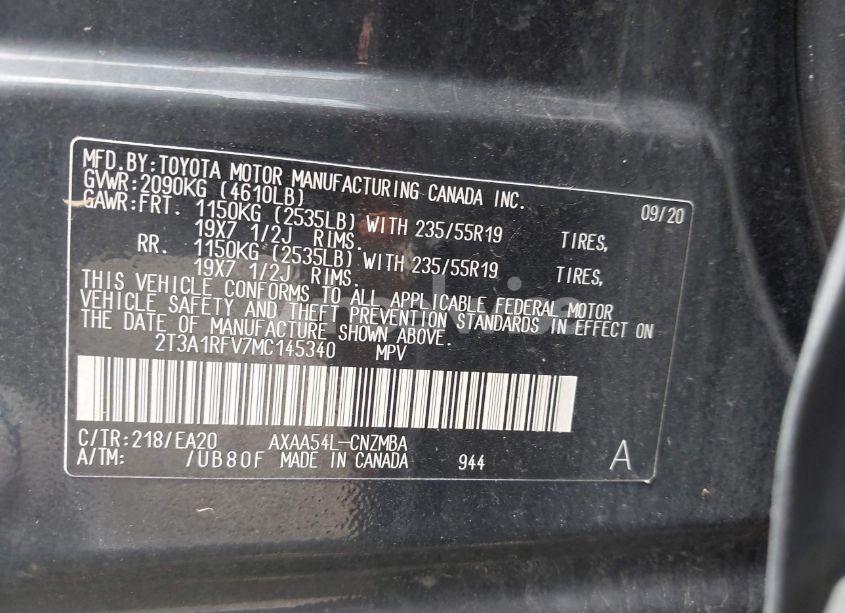 MFD.BY:TOYOTA MOTOR MANUFACTURING CANADA INC. 09/20
GVWR:2090KG (4610LB)
GAWR:FRT. 1150KG (2535LB) WITH 235/55R19 TIRES,
19X7 1/2J RIMS.
RR. 1150KG (2535LB) WITH 235/55R19 TIRES,
19X7 1/2J RIMS.
THIS VEHICLE CONFORMS TO ALL APPLICABLE FEDERAL MOTOR
VEHICLE SAFETY AND THEFT PREVENTION STANDARDS IN EFFECT ON
THE DATE OF MANUFACTURE SHOWN ABOVE.
2T3A1RFV7MC145340 MPV
C/TR:218/EA20 AXAA54L-CNZMBA
A/TM: /UB80F MADE IN CANADA 944 A